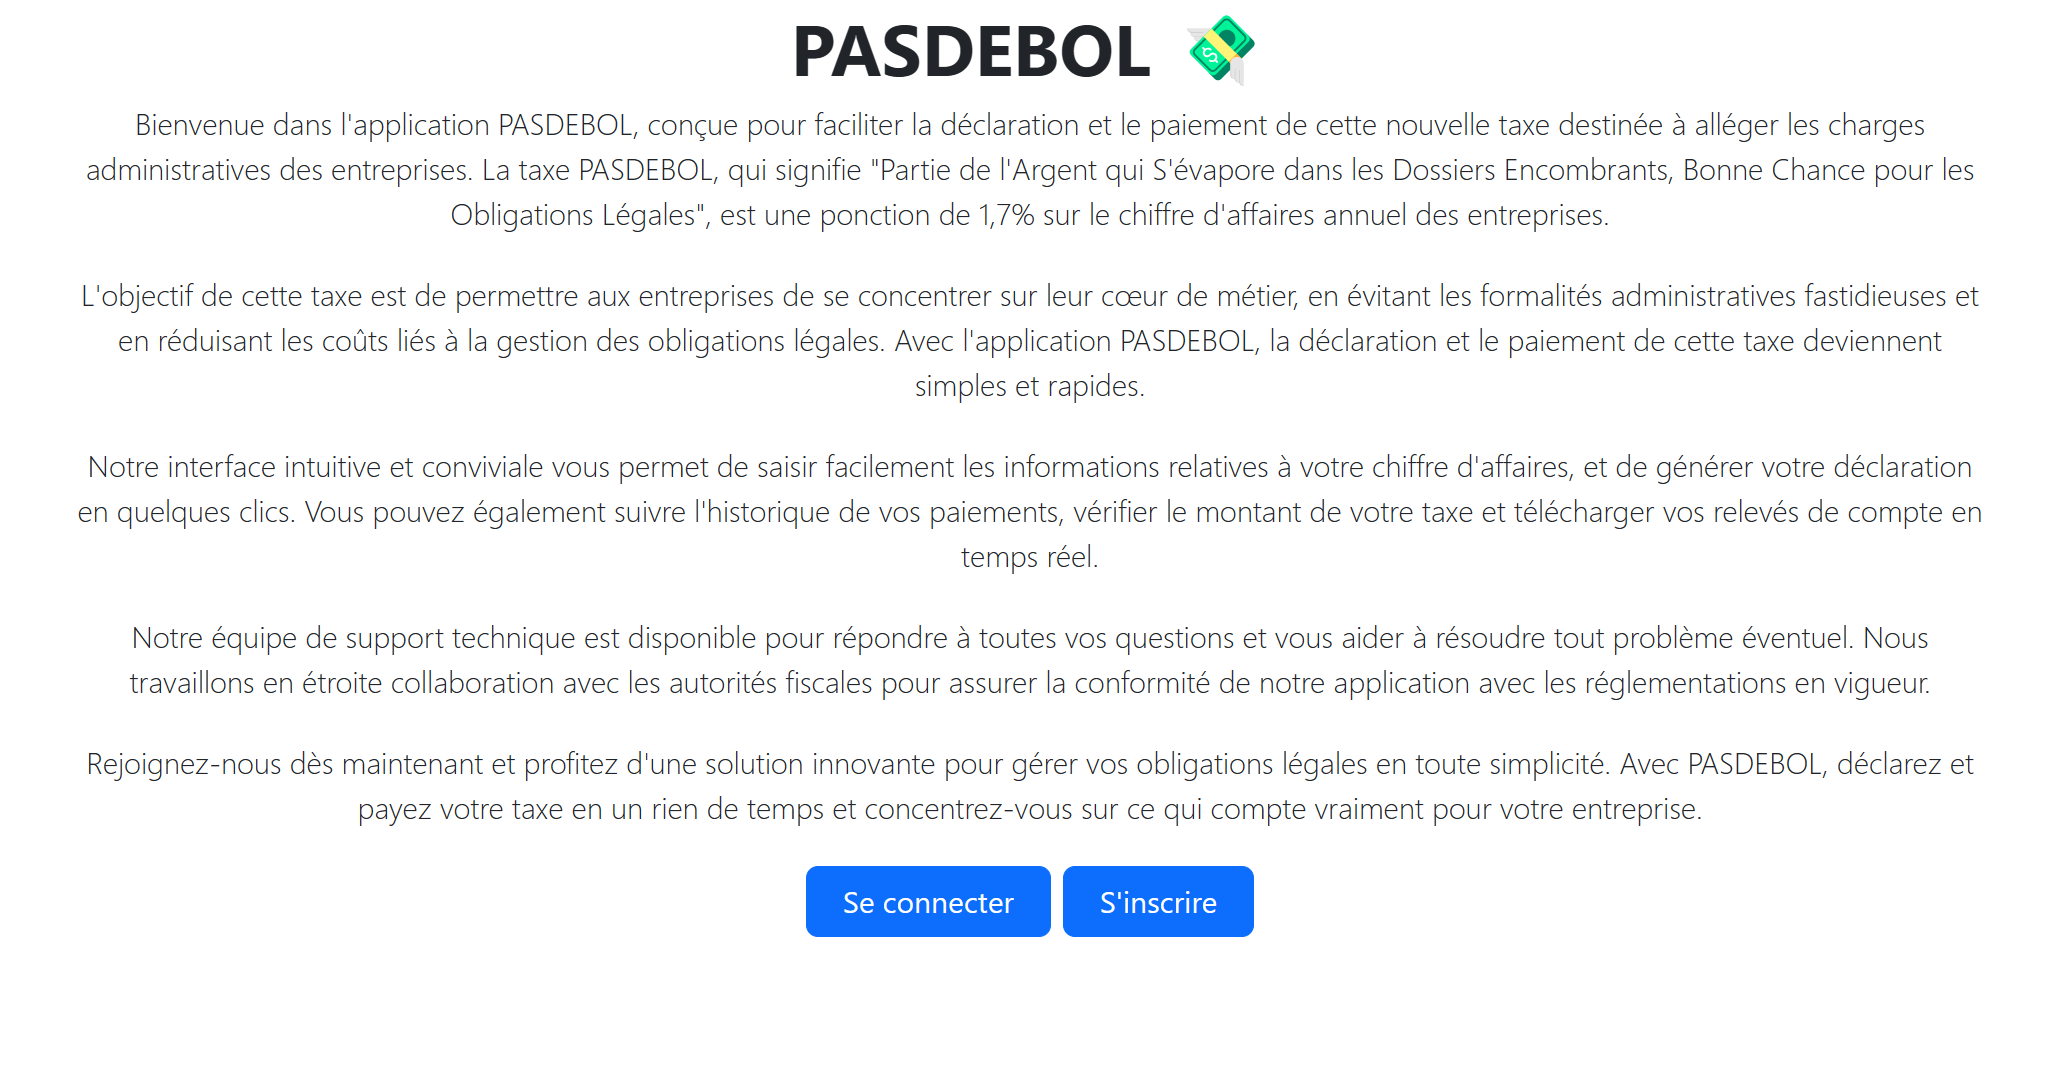 PASDEBOL
Bienvenue dans l'application PASDEBOL, conçue pour faciliter la déclaration et le paiement de cette nouvelle taxe destinée à alléger les charges
administratives des entreprises. La taxe PASDEBOL, qui signifie "Partie de l'Argent qui S'évapore dans les Dossiers Encombrants, Bonne Chance pour les
Obligations Légales", est une ponction de 1,7% sur le chiffre d'affaires annuel des entreprises.
L'objectif de cette taxe est de permettre aux entreprises de se concentrer sur leur cœur de métier, en évitant les formalités administratives fastidieuses et
en réduisant les coûts liés à la gestion des obligations légales. Avec l'application PASDEBOL, la déclaration et le paiement de cette taxe deviennent
simples et rapides.
Notre interface intuitive et conviviale vous permet de saisir facilement les informations relatives à votre chiffre d'affaires, et de générer votre déclaration
en quelques clics. Vous pouvez également suivre l'historique de vos paiements, vérifier le montant de votre taxe et télécharger vos relevés de compte en
temps réel.
Notre équipe de support technique est disponible pour répondre à toutes vos questions et vous aider à résoudre tout problème éventuel. Nous
travaillons en étroite collaboration avec les autorités fiscales pour assurer la conformité de notre application avec les réglementations en vigueur.
Rejoignez-nous dès maintenant et profitez d'une solution innovante pour gérer vos obligations légales en toute simplicité. Avec PASDEBOL, déclarez et
payez votre taxe en un rien de temps et concentrez-vous sur ce qui compte vraiment pour votre entreprise.
Se connecter S'inscrire